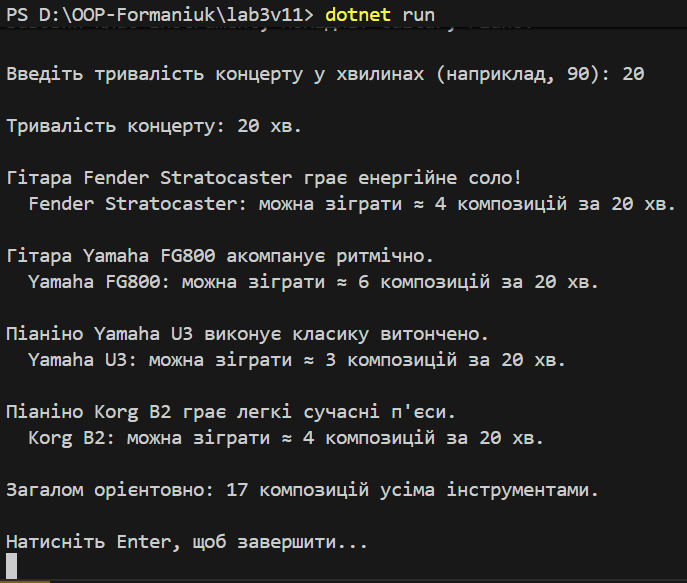 PS D:\OOP-Formaniuk\lab3v11> dotnet run
Введіть тривалість концерту у хвилинах (наприклад, 90): 20
Тривалість концерту: 20 хв.
Гітара Fender Stratocaster грає енергійне соло!
Fender Stratocaster: можна зіграти ≈ 4 композицій за 20 хв.
Гітара Yamaha FG800 акомпанує ритмічно.
Yamaha FG800: можна зіграти ≈ 6 композицій за 20 хв.
Піаніно Yamaha U3 виконує класику витончено.
Yamaha U3: можна зіграти ≈ 3 композицій за 20 хв.
Піаніно Korg B2 грає легкі сучасні п'єси.
Korg B2: можна зіграти ≈ 4 композицій за 20 хв.
Загалом орієнтовно: 17 композицій усіма інструментами.
Натисніть Enter, щоб завершити...